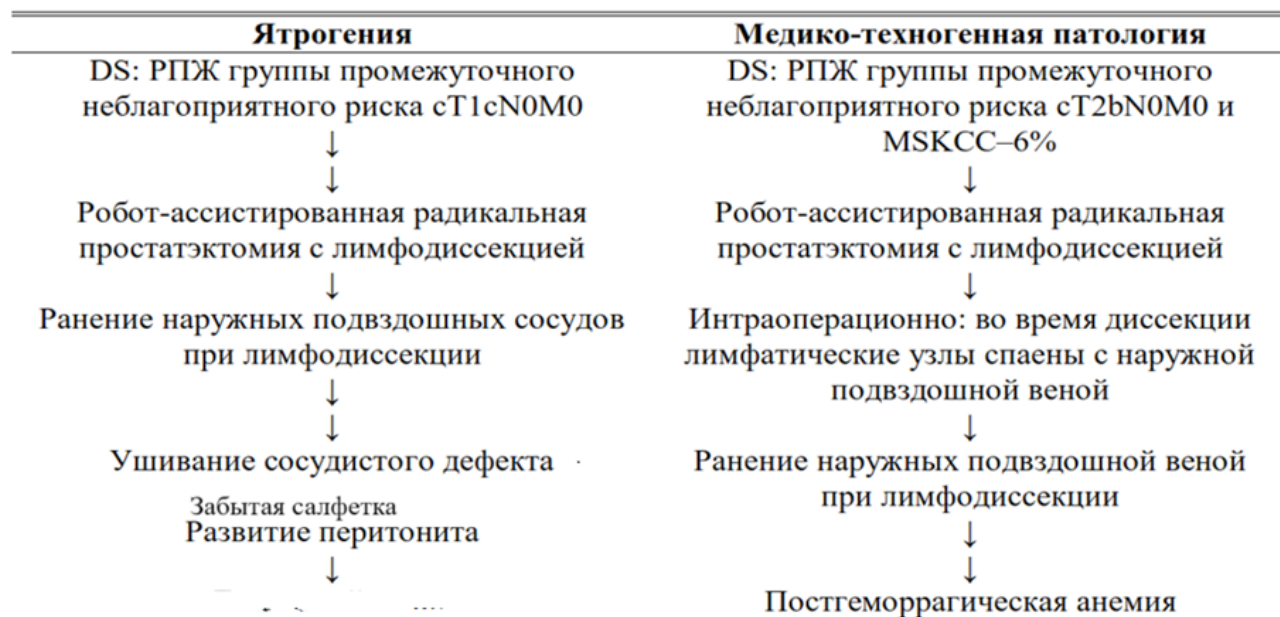 Ятрогения
DS: РПЖ группы промежуточного
неблагоприятного риска cT1cN0M0
↓
↓
Робот-ассистированная радикальная
простатэктомия с лимфодиссекцией
↓
Ранение наружных подвздошных сосудов
при лимфодиссекции
↓
↓
Ушивание сосудистого дефекта
Забытая салфетка
Развитие перитонита
↓
Медико-техногенная патология
DS: РПЖ группы промежуточного
неблагоприятного риска cT2bN0M0 и
MSKCC–6%
↓
Робот-ассистированная радикальная
простатэктомия с лимфодиссекцией
↓
Интраоперационно: во время диссекции
лимфатические узлы спаены с наружной
подвздошной веной
↓
Ранение наружных подвздошной веной
при лимфодиссекции
↓
↓
Постгеморрагическая анемия